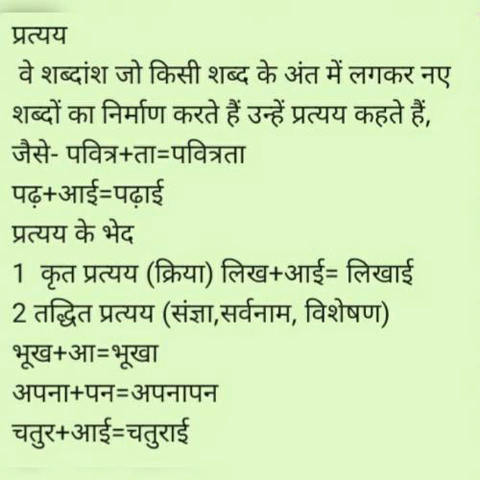 प्रत्यय
वे शब्दांश जो किसी शब्द के अंत में लगकर नए
शब्दों का निर्माण करते हैं उन्हें प्रत्यय कहते हैं,
जैसे- पवित्र+ता=पवित्रता
पढ़+आई=पढ़ाई
प्रत्यय के भेद
1 कृत प्रत्यय (क्रिया) लिख+आई= लिखाई
2 तद्धित प्रत्यय (संज्ञा,सर्वनाम, विशेषण)
भूख+आ=भूखा
अपना+पन=अपनापन
चतुर+आई=चतुराई